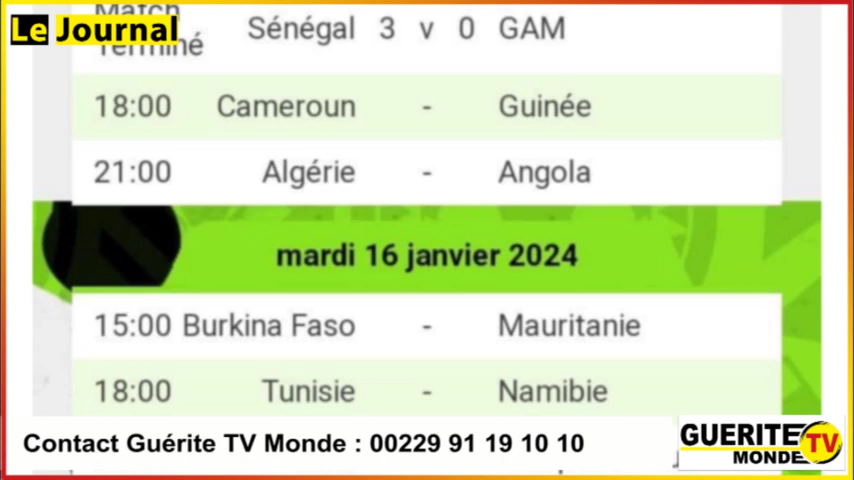 Le Journal
Match
Terminé
Sénégal 3 v 0 GAM
18:00 Cameroun - Guinée
21:00 Algérie - Angola
mardi 16 janvier 2024
15:00 Burkina Faso - Mauritanie
18:00 Tunisie - Namibie
Contact Guérite TV Monde : 00229 91 19 10 10
GUERITE TV
MONDE